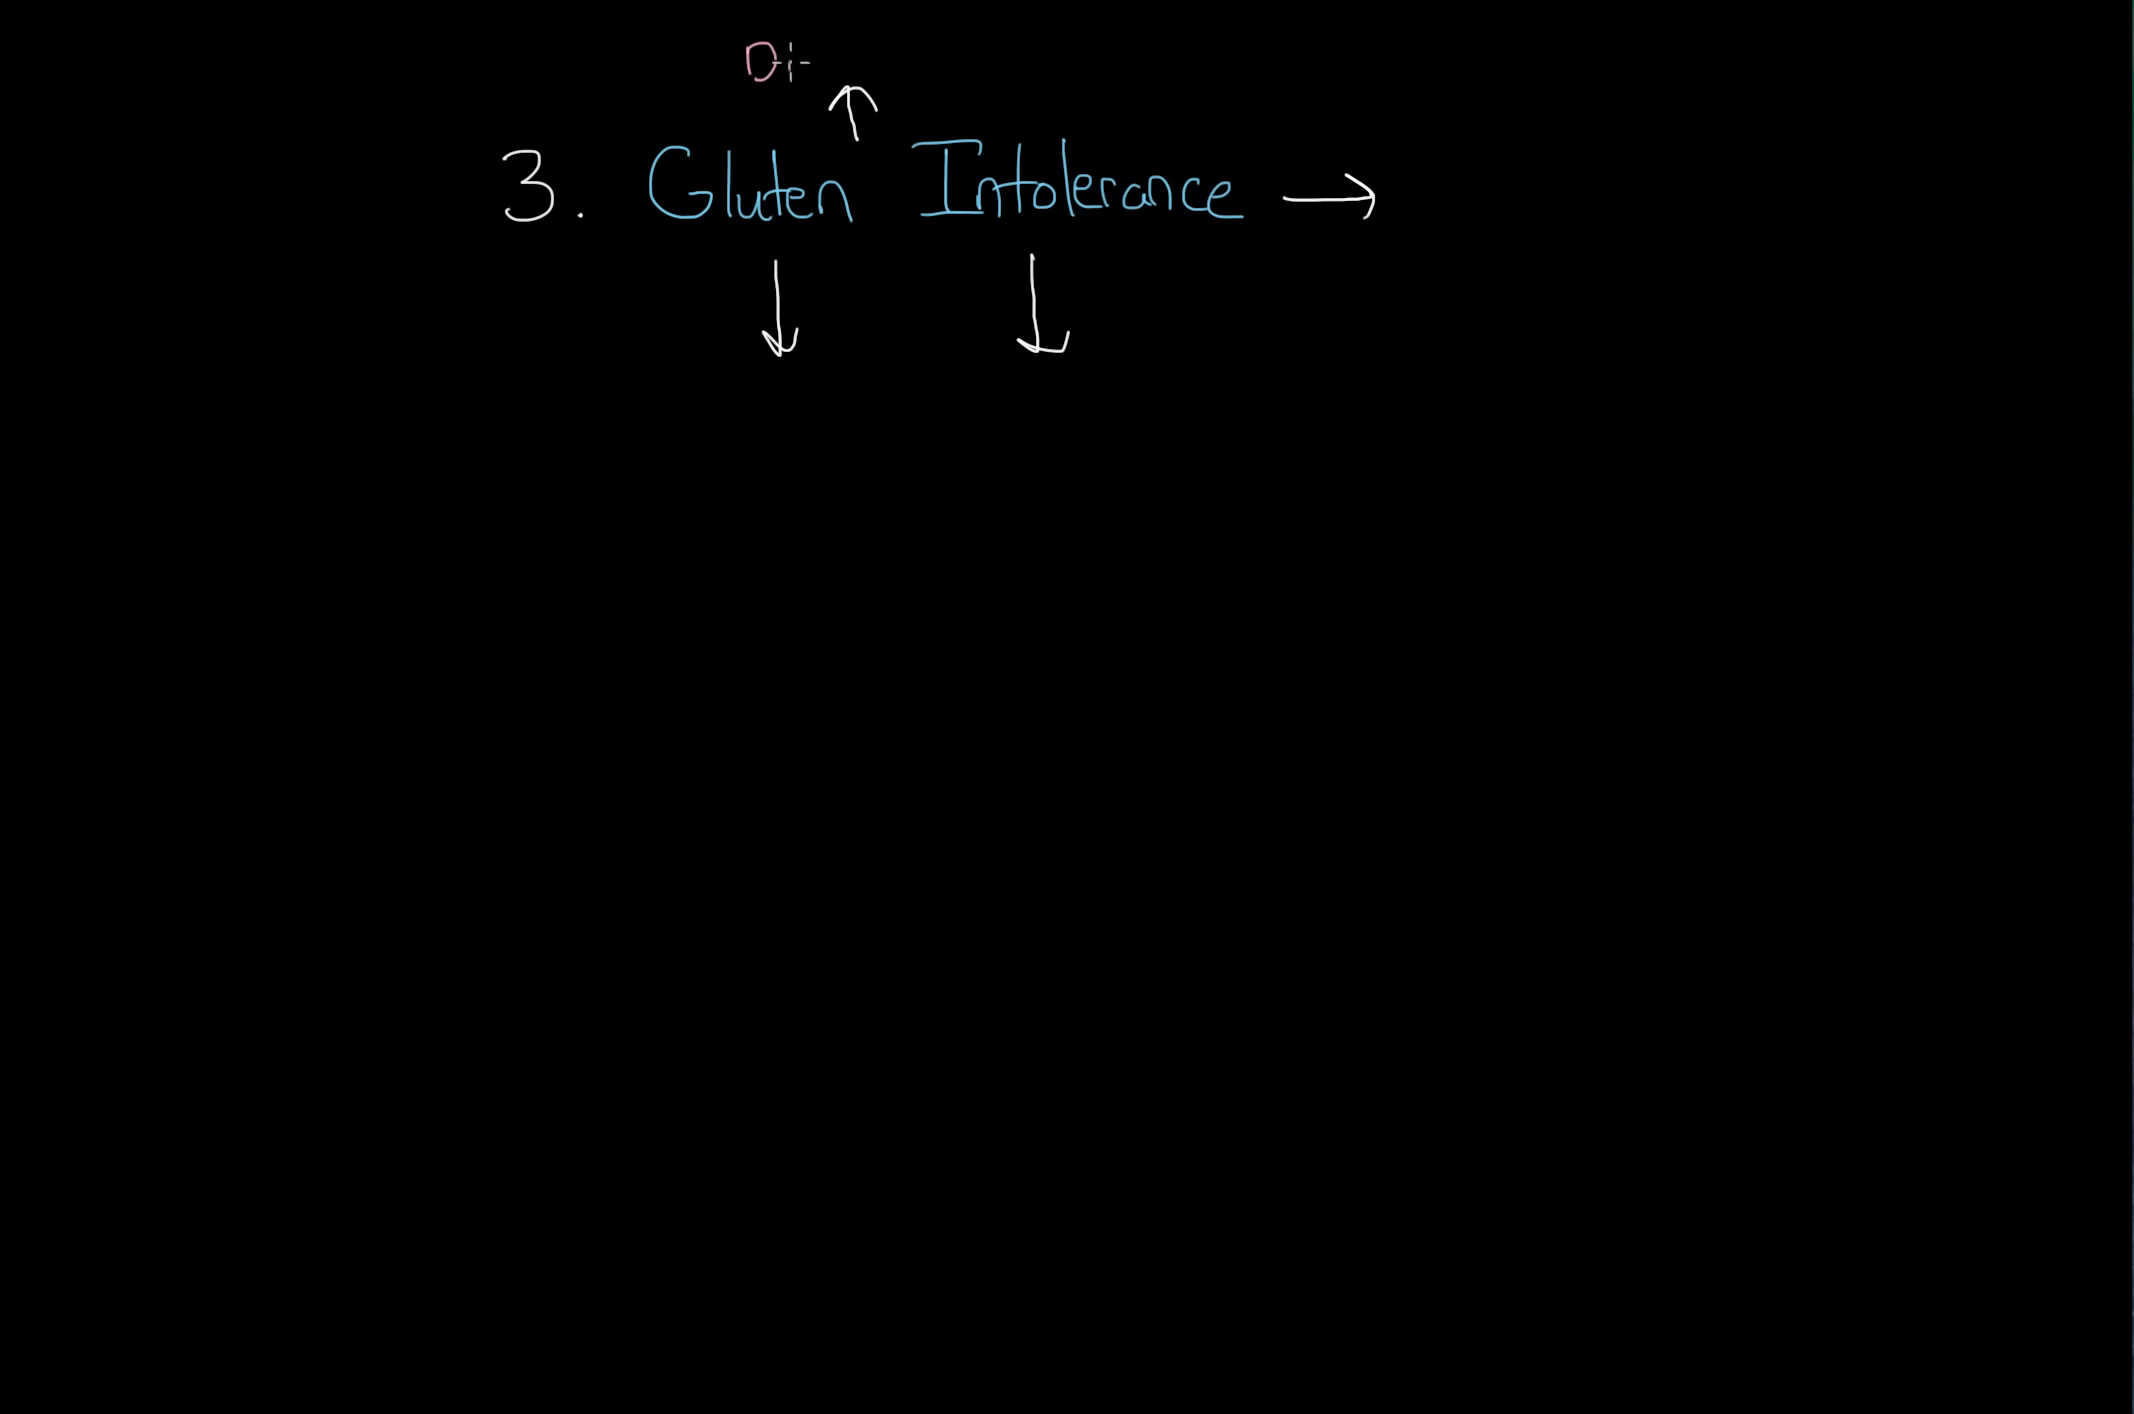 D
3. Gluten Intolerance →